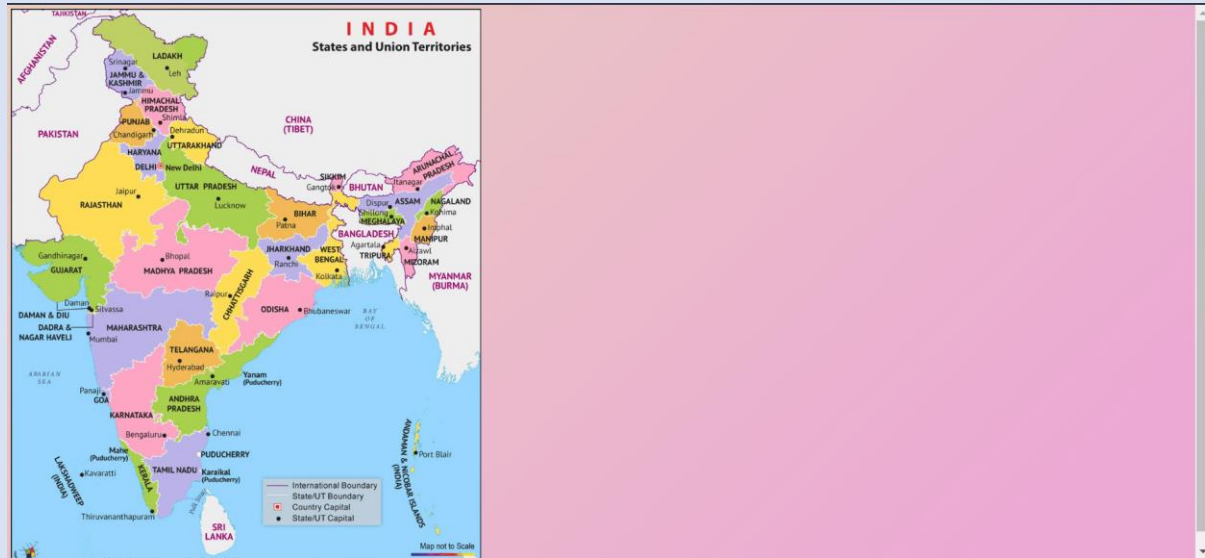 TAJIKISTAN
INDIA
States and Union Territories
AFGHANISTAN
LADAKH
Srinagar
Leh
JAMMU &
KASHMIR
Jammu
HIMACHAL
PRADESH
Shimla
PUNJAB
Chandigarh
CHINA
(TIBET)
PAKISTAN
Dehradun
UTTARAKHAND
HARYANA
DELHI
New Delhi
NEPAL
SIKKIM
Gangtok
BHUTAN
ARUNACHAL
PRADESH
Itanagar
Jaipur
RAJASTHAN
UTTAR PRADESH
Lucknow
Dispur
ASSAM
NAGALAND
Shillong
Kohima
MEGHALAYA
BIHAR
Patna
Imphal
MANIPUR
BANGLADESH
Agartala
Aizawl
TRIPURA
MIZORAM
Gandhinagar
GUJARAT
Bhopal
MADHYA PRADESH
JHARKHAND
Ranchi
WEST
BENGAL
Kolkata
MYANMAR
(BURMA)
Raipur
CHHATTISGARH
Daman
Silvassa
DAMAN & DIU
DADRA &
NAGAR HAVELI
MAHARASHTRA
Mumbai
ODISHA
Bhubaneswar
BAY
OF
BENGAL
TELANGANA
Hyderabad
ARABIAN
SEA
Amaravati
Yanam
(Puducherry)
Panaji
GOA
ANDHRA
PRADESH
KARNATAKA
Bengaluru
Chennai
Mahe
(Puducherry)
PUDUCHERRY
LAKSHADWEEP
(INDIA)
Kavaratti
KERALA
TAMIL NADU
Karaikal
(Puducherry)
ANDAMAN & NICOBAR ISLANDS
(INDIA)
Port Blair
Thiruvananthapuram
Palk Strait
SRI
LANKA
International Boundary
State/UT Boundary
Country Capital
State/UT Capital
Map not to Scale